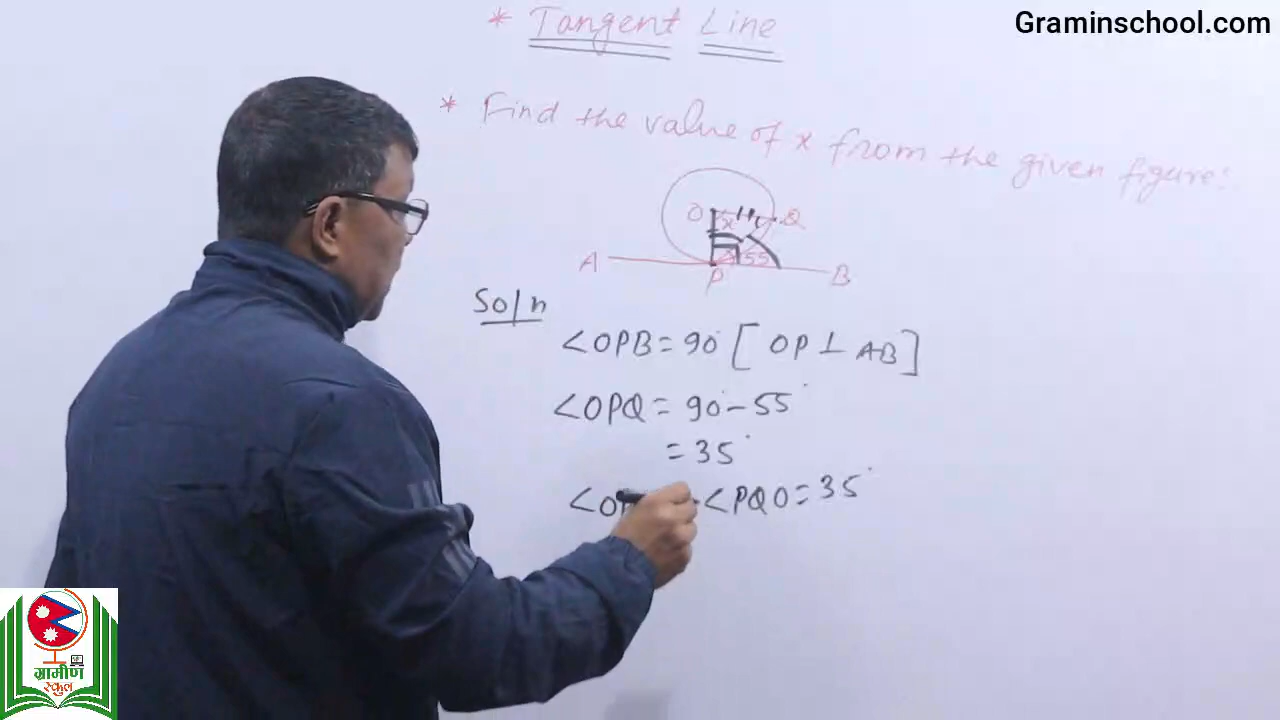 Graminschool.com
* Tangent Line
* Find the value of x from the given figure:
O x Q
A P 55 B
Sol n
∠OPB = 90° [ OP ⊥ AB ]
∠OPQ = 90° - 55°
= 35°
∠PQO = 35°
ग्रामीण
स्कुल